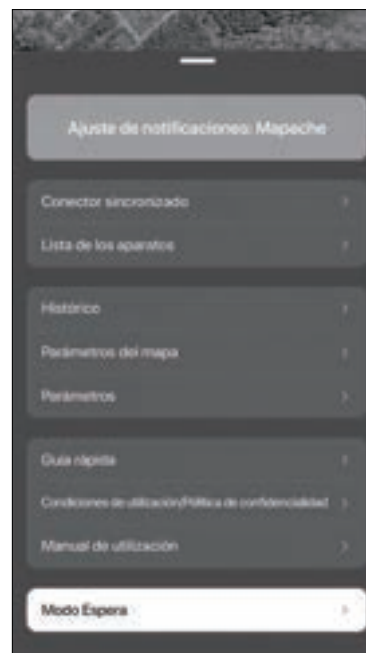 Ajuste de notificaciones: Mapache
Conector sincronizado
Lista de los aparatos
Histórico
Parámetros del mapa
Parámetros
Guía rápida
Condiciones de utilización/Política de confidencialidad
Manual de utilización
Modo Espera